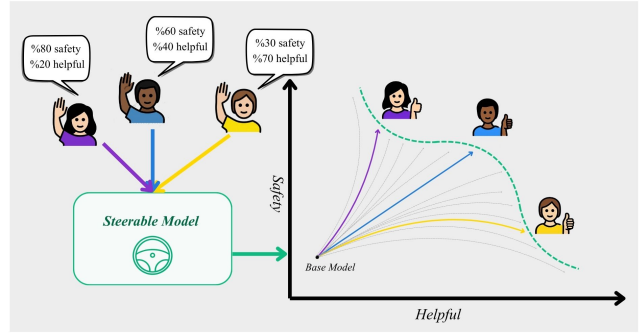 %80 safety
%20 helpful
%60 safety
%40 helpful
%30 safety
%70 helpful
Steerable Model
Safety
Base Model
Helpful